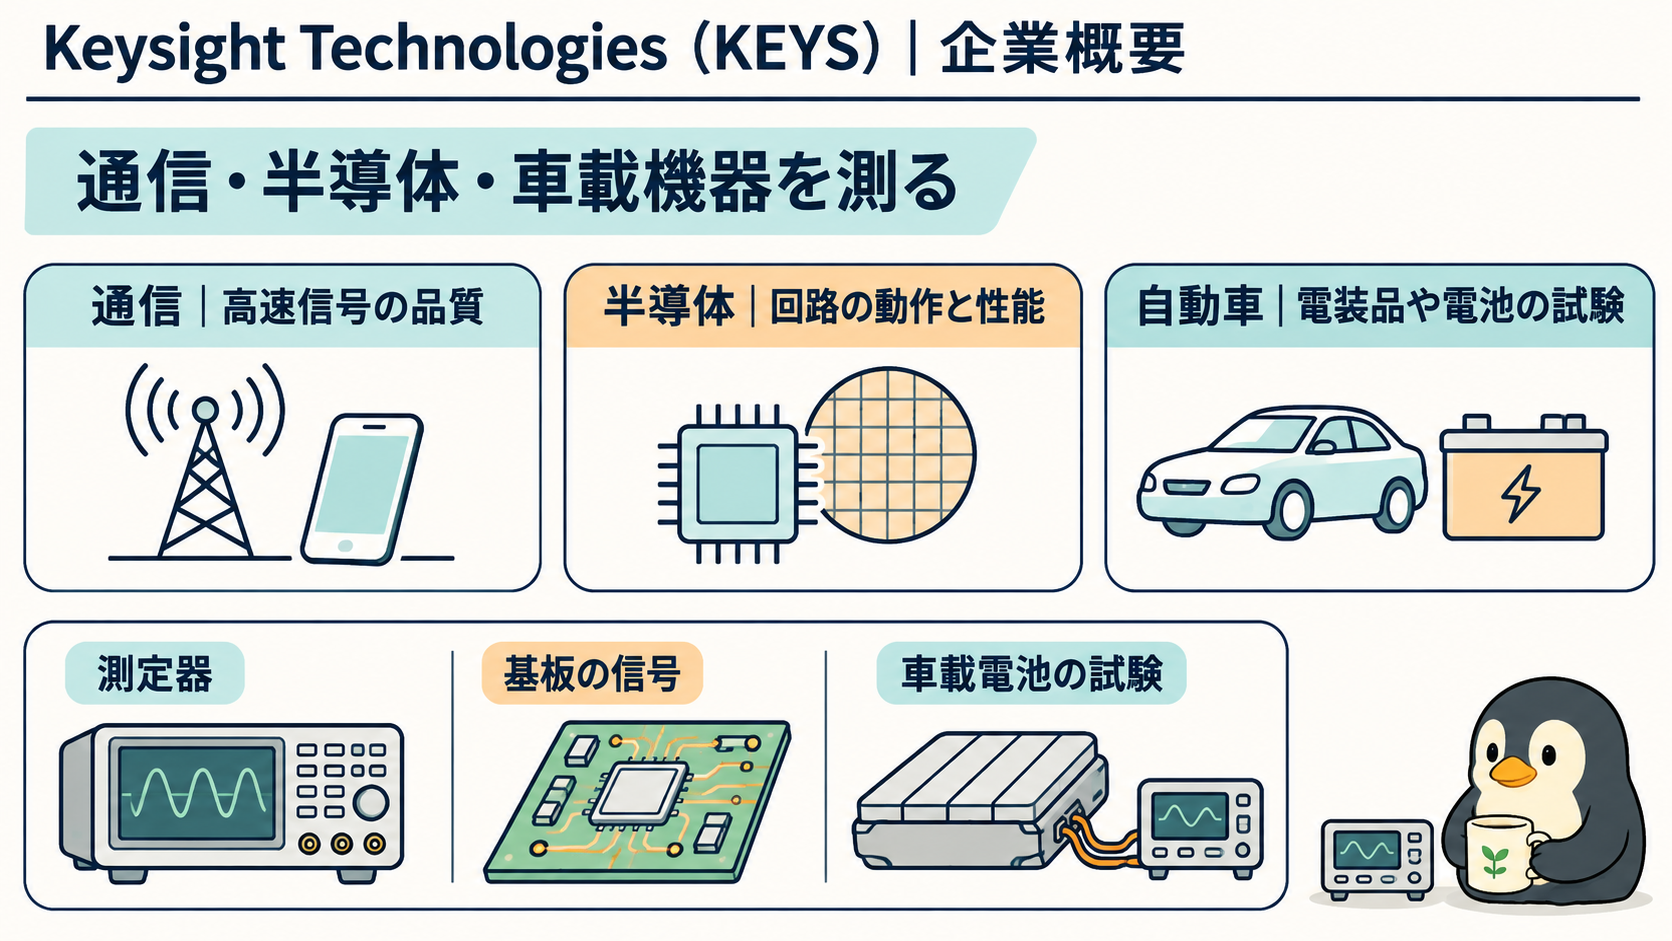 Keysight Technologies（KEYS）｜企業概要
通信・半導体・車載機器を測る
通信｜高速信号の品質
半導体｜回路の動作と性能
自動車｜電装品や電池の試験
測定器
基板の信号
車載電池の試験